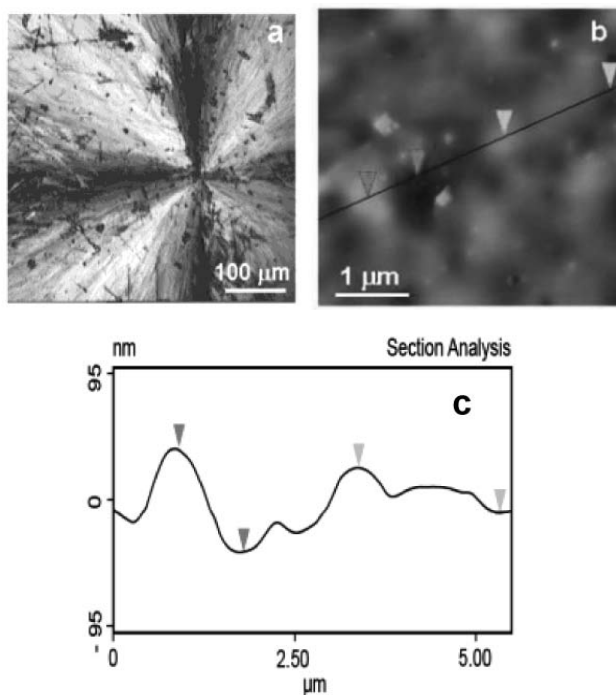 a
100 μm
b
1 μm
nm
Section Analysis
c
95
0
- 95
0
2.50
5.00
μm